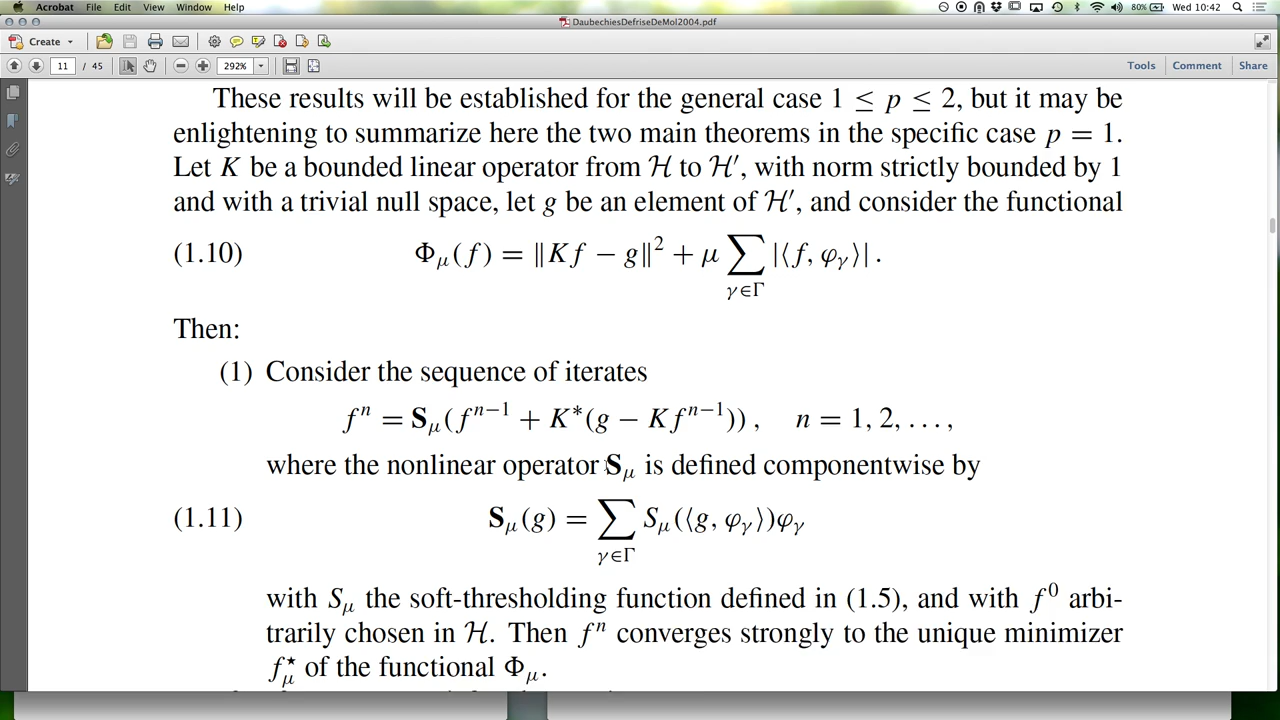 Acrobat File Edit View Window Help 80% Wed 10:42
DaubechiesDefriseDeMol2004.pdf
Create
11 / 45 292% Tools Comment Share
These results will be established for the general case 1 ≤ p ≤ 2, but it may be
enlightening to summarize here the two main theorems in the specific case p = 1.
Let K be a bounded linear operator from ℋ to ℋ′, with norm strictly bounded by 1
and with a trivial null space, let g be an element of ℋ′, and consider the functional
(1.10) Φ_μ(f) = ‖Kf − g‖² + μ ∑_{γ∈Γ} |⟨f, φ_γ⟩| .
Then:
(1) Consider the sequence of iterates
fⁿ = S_μ(fⁿ⁻¹ + K*(g − Kfⁿ⁻¹)) , n = 1, 2, . . . ,
where the nonlinear operator S_μ is defined componentwise by
(1.11) S_μ(g) = ∑_{γ∈Γ} S_μ(⟨g, φ_γ⟩)φ_γ
with S_μ the soft-thresholding function defined in (1.5), and with f⁰ arbi-
trarily chosen in ℋ. Then fⁿ converges strongly to the unique minimizer
f_μ^⋆ of the functional Φ_μ.